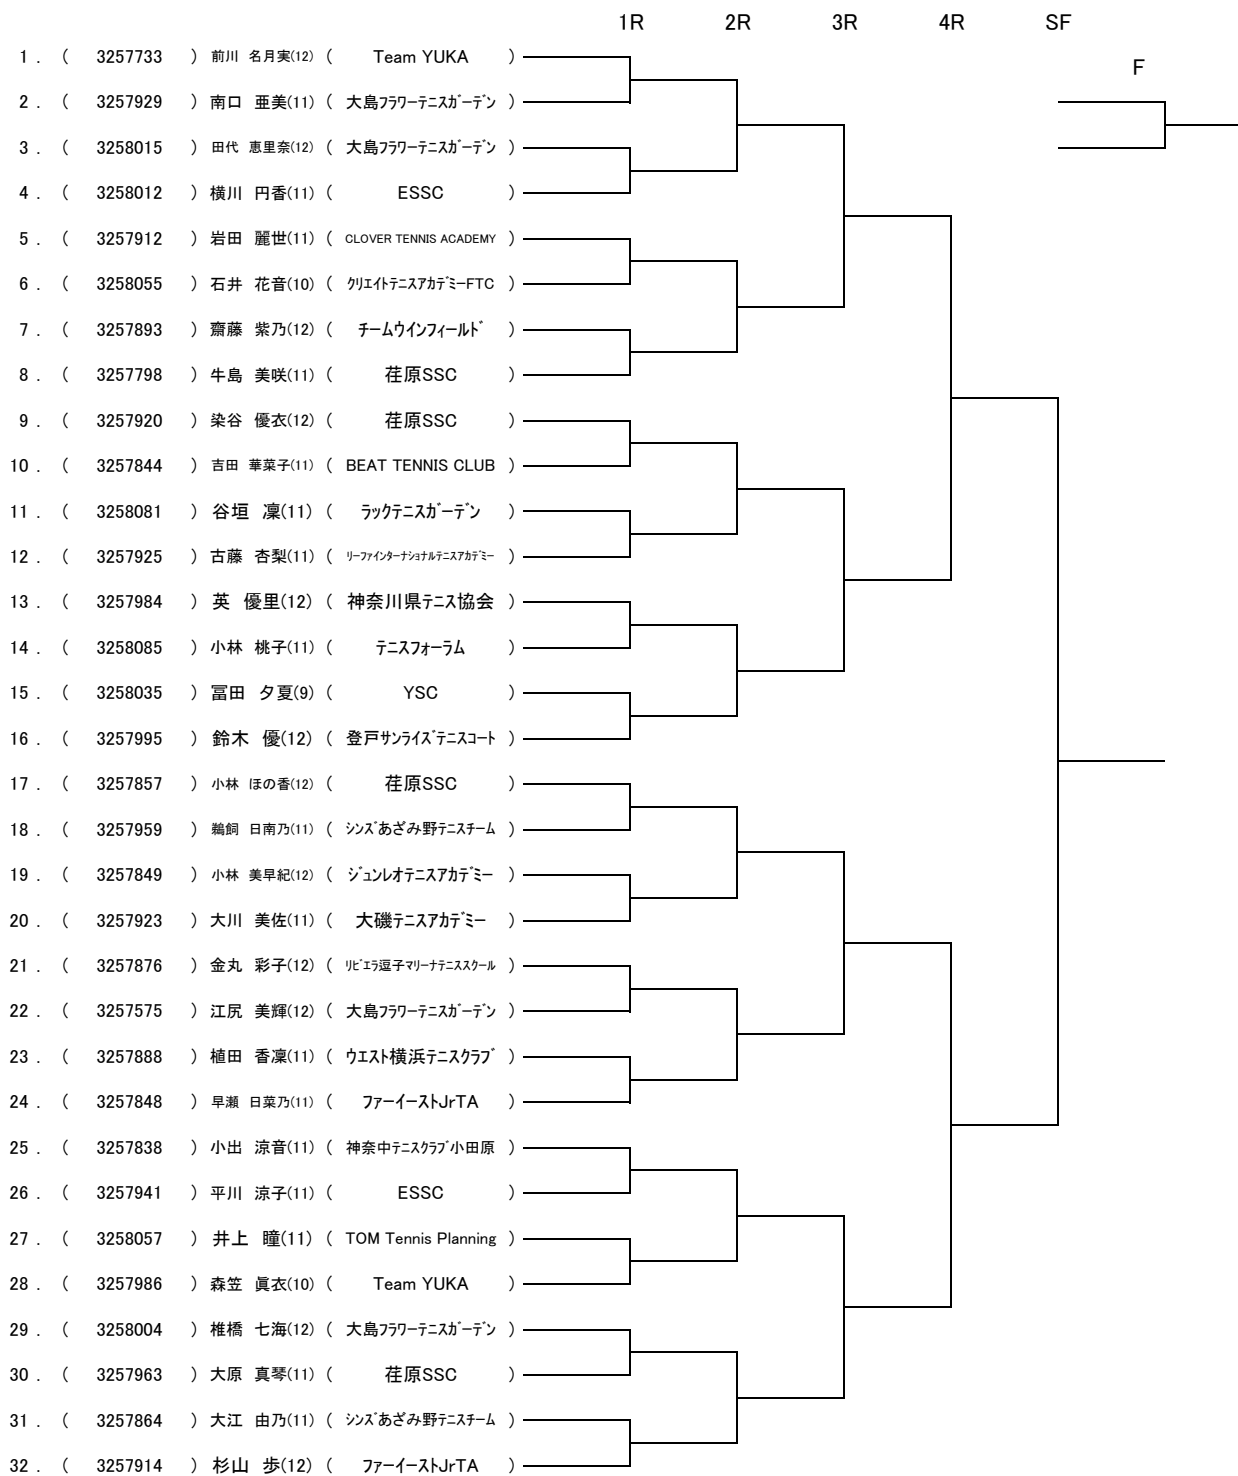 1R 2R 3R 4R SF
F
1 . ( 3257733 ) 前川 名月実(12) ( Team YUKA )
2 . ( 3257929 ) 南口 亜美(11) ( 大島フラワーテニスガーデン )
3 . ( 3258015 ) 田代 恵里奈(12) ( 大島フラワーテニスガーデン )
4 . ( 3258012 ) 横川 円香(11) ( ESSC )
5 . ( 3257912 ) 岩田 麗世(11) ( CLOVER TENNIS ACADEMY )
6 . ( 3258055 ) 石井 花音(10) ( クリエイトテニスアカデミーFTC )
7 . ( 3257893 ) 齋藤 紫乃(12) ( チームウインフィールド )
8 . ( 3257798 ) 牛島 美咲(11) ( 荏原SSC )
9 . ( 3257920 ) 染谷 優衣(12) ( 荏原SSC )
10 . ( 3257844 ) 吉田 華菜子(11) ( BEAT TENNIS CLUB )
11 . ( 3258081 ) 谷垣 凜(11) ( ラックテニスガーデン )
12 . ( 3257925 ) 古藤 杏梨(11) ( リーファインターナショナルテニスアカデミー )
13 . ( 3257984 ) 英 優里(12) ( 神奈川県テニス協会 )
14 . ( 3258085 ) 小林 桃子(11) ( テニスフォーラム )
15 . ( 3258035 ) 冨田 夕夏(9) ( YSC )
16 . ( 3257995 ) 鈴木 優(12) ( 登戸サンライズテニスコート )
17 . ( 3257857 ) 小林 ほの香(12) ( 荏原SSC )
18 . ( 3257959 ) 鵜飼 日南乃(11) ( シンズあざみ野テニスチーム )
19 . ( 3257849 ) 小林 美早紀(12) ( ジュンレオテニスアカデミー )
20 . ( 3257923 ) 大川 美佐(11) ( 大磯テニスアカデミー )
21 . ( 3257876 ) 金丸 彩子(12) ( リビエラ逗子マリーナテニススクール )
22 . ( 3257575 ) 江尻 美輝(12) ( 大島フラワーテニスガーデン )
23 . ( 3257888 ) 植田 香凜(11) ( ウエスト横浜テニスクラブ )
24 . ( 3257848 ) 早瀬 日菜乃(11) ( ファーイーストJrTA )
25 . ( 3257838 ) 小出 涼音(11) ( 神奈中テニスクラブ小田原 )
26 . ( 3257941 ) 平川 涼子(11) ( ESSC )
27 . ( 3258057 ) 井上 瞳(11) ( TOM Tennis Planning )
28 . ( 3257986 ) 森笠 眞衣(10) ( Team YUKA )
29 . ( 3258004 ) 椎橋 七海(12) ( 大島フラワーテニスガーデン )
30 . ( 3257963 ) 大原 真琴(11) ( 荏原SSC )
31 . ( 3257864 ) 大江 由乃(11) ( シンズあざみ野テニスチーム )
32 . ( 3257914 ) 杉山 歩(12) ( ファーイーストJrTA )